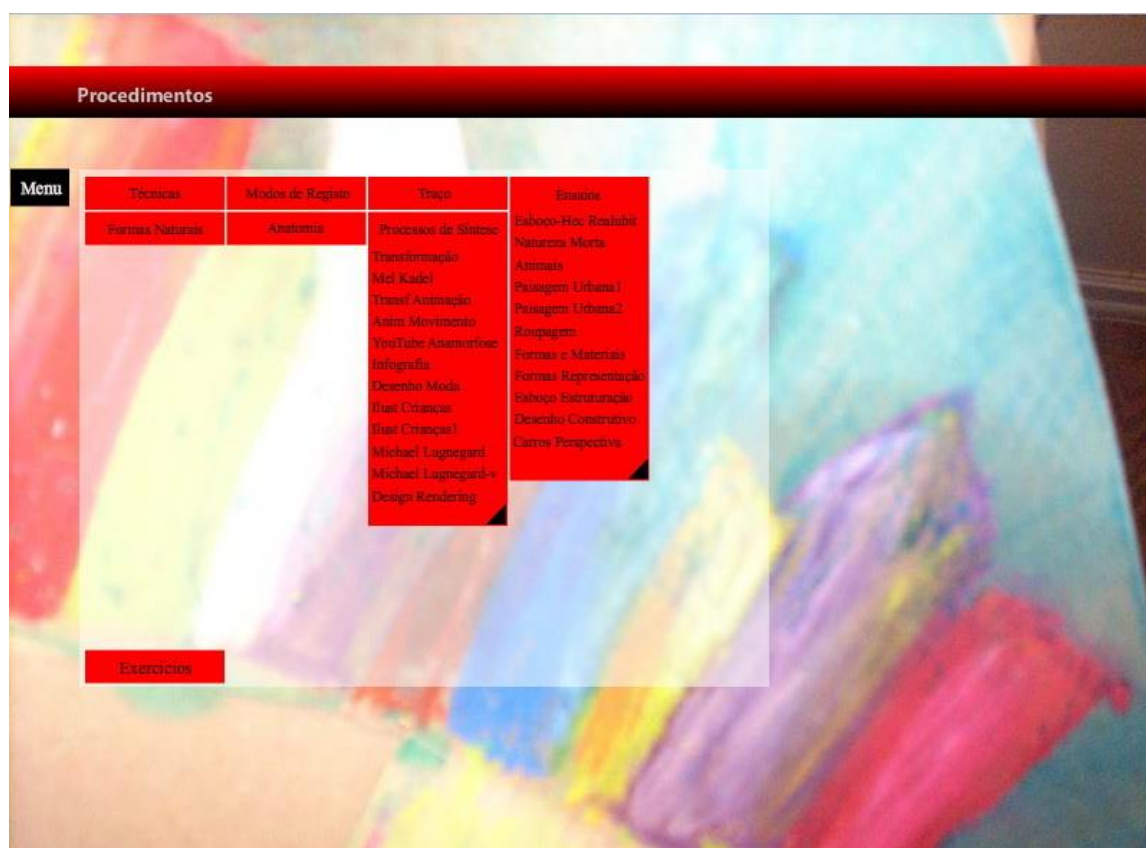 Procedimentos
Menu
Técnicas
Modos de Registo
Traço
Ensaios
Formas Naturais
Anatomia
Processos de Síntese
Transformação
Mel Kadel
Transf Animação
Anim Movimento
YouTube Anamorfose
Infografia
Desenho Moda
Ilust Crianças
Ilust Crianças1
Michael Lugnegard
Michael Lugnegard-v
Design Rendering
Esboço-Hec Realubit
Natureza Morta
Animais
Paisagem Urbana1
Paisagem Urbana2
Roupagem
Formas e Materiais
Formas Representação
Esboço Estruturação
Desenho Construtivo
Carros Perspectiva
Exercícios